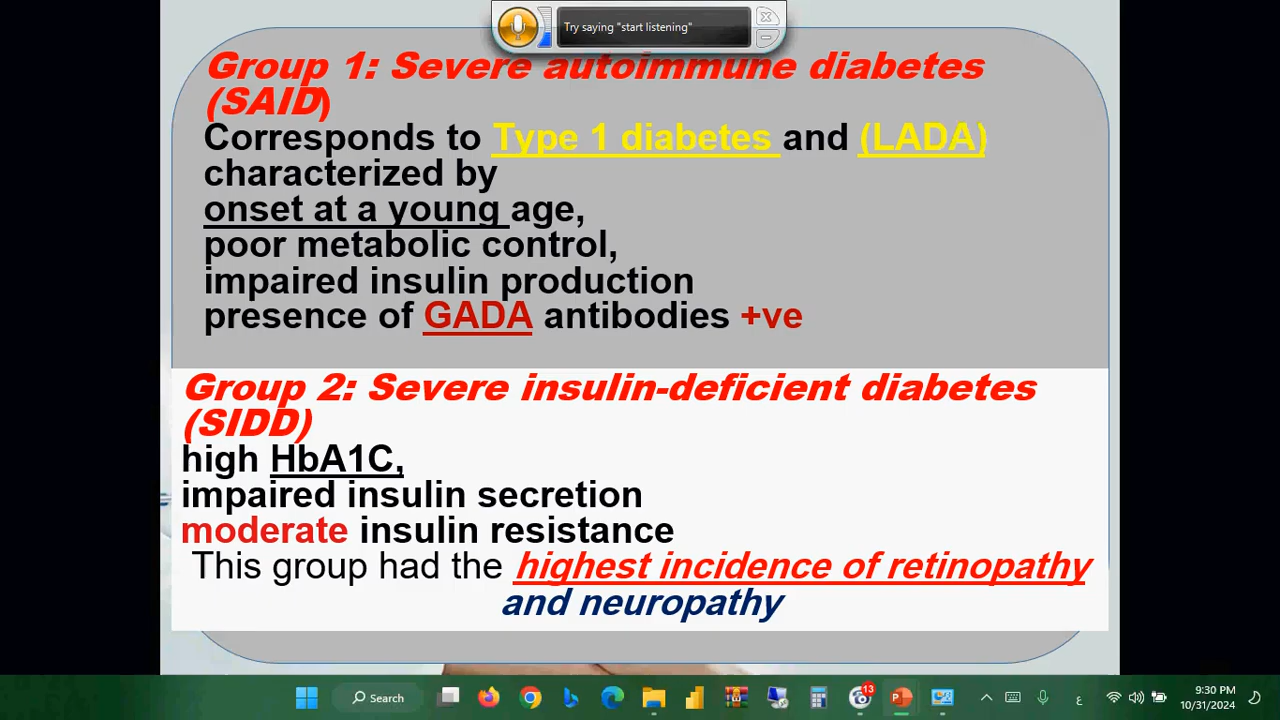 Try saying "start listening"
Group 1: Severe autoimmune diabetes
(SAID)
Corresponds to Type 1 diabetes and (LADA)
characterized by
onset at a young age,
poor metabolic control,
impaired insulin production
presence of GADA antibodies +ve
Group 2: Severe insulin-deficient diabetes
(SIDD)
high HbA1C,
impaired insulin secretion
moderate insulin resistance
This group had the highest incidence of retinopathy
and neuropathy
Search
13
ع
9:30 PM
10/31/2024